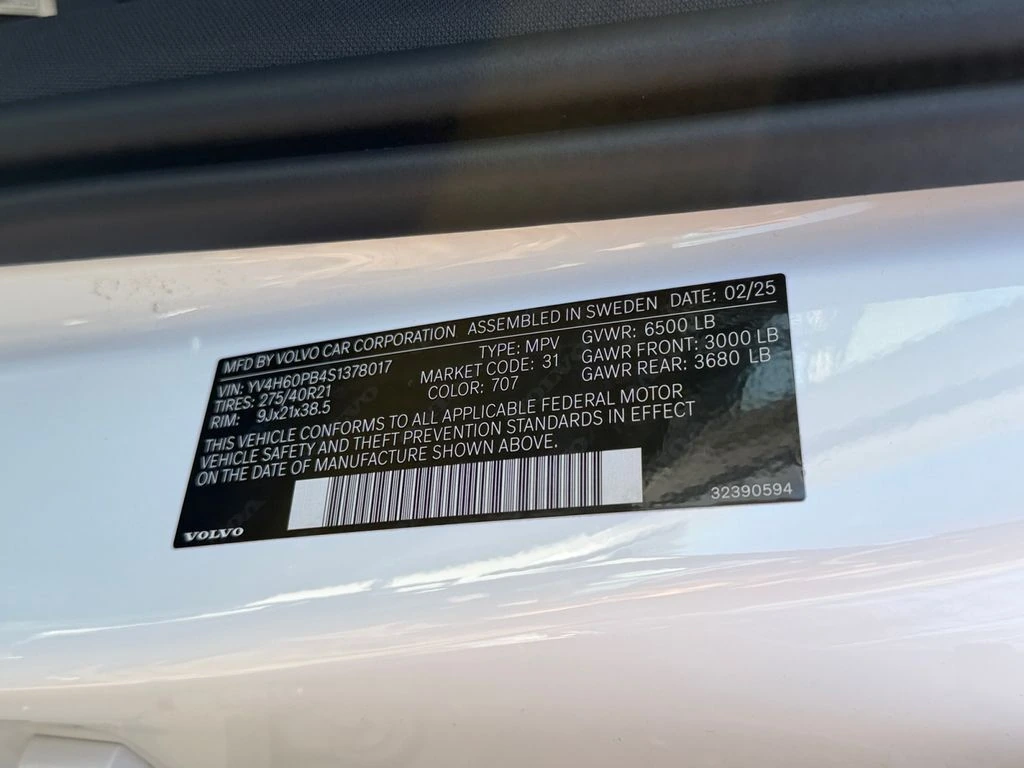 MFD BY VOLVO CAR CORPORATION ASSEMBLED IN SWEDEN DATE: 02/25
VIN: YV4H60PB4S1378017 TYPE: MPV GVWR: 6500 LB
TIRES: 275/40R21 MARKET CODE: 31 GAWR FRONT: 3000 LB
RIM: 9Jx21x38.5 COLOR: 707 GAWR REAR: 3680 LB
THIS VEHICLE CONFORMS TO ALL APPLICABLE FEDERAL MOTOR
VEHICLE SAFETY AND THEFT PREVENTION STANDARDS IN EFFECT
ON THE DATE OF MANUFACTURE SHOWN ABOVE.
32390594
VOLVO